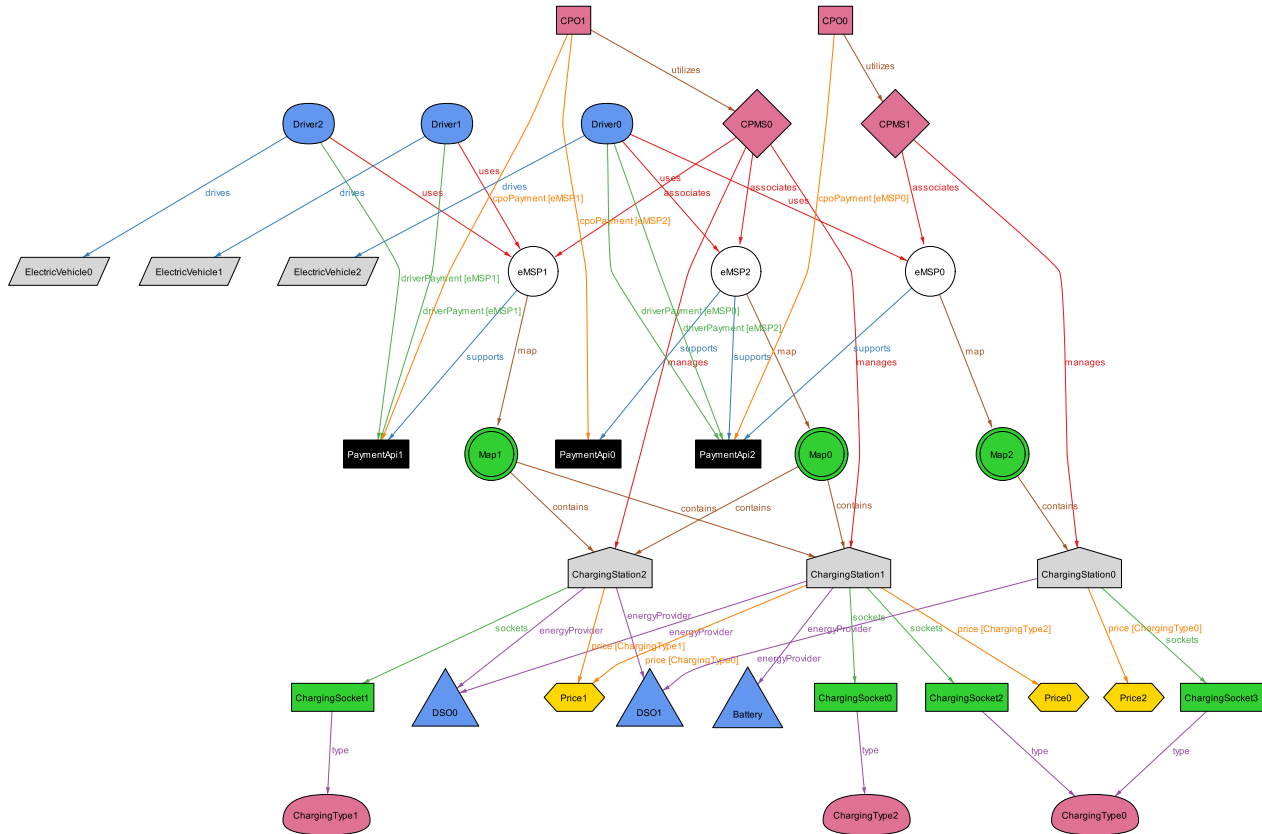 CPO1
CPO0
utilizes
utilizes
Driver2
Driver1
Driver0
CPMS0
CPMS1
uses
uses
uses
drives
drives
drives
uses
associates
associates
associates
cpoPayment [eMSP1]
cpoPayment [eMSP2]
cpoPayment [eMSP0]
ElectricVehicle0
ElectricVehicle1
ElectricVehicle2
eMSP1
eMSP2
eMSP0
driverPayment [eMSP1]
driverPayment [eMSP1]
driverPayment [eMSP0]
driverPayment [eMSP2]
supports
map
supports
manages
supports
map
supports
manages
map
manages
PaymentApi1
Map1
PaymentApi0
PaymentApi2
Map0
Map2
contains
contains
contains
contains
contains
ChargingStation2
ChargingStation1
ChargingStation0
sockets
energyProvider
price [ChargingType1]
energyProvider
energyProvider
price [ChargingType0]
energyProvider
sockets
energyProvider
sockets
price [ChargingType2]
price [ChargingType0]
sockets
ChargingSocket1
DSO0
Price1
DSO1
Battery
ChargingSocket0
ChargingSocket2
Price0
Price2
ChargingSocket3
type
type
type
type
ChargingType1
ChargingType2
ChargingType0